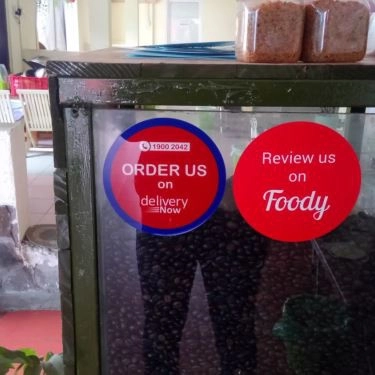 1900 2042
ORDER US
on
delivery
Now
Review us
on
Foody